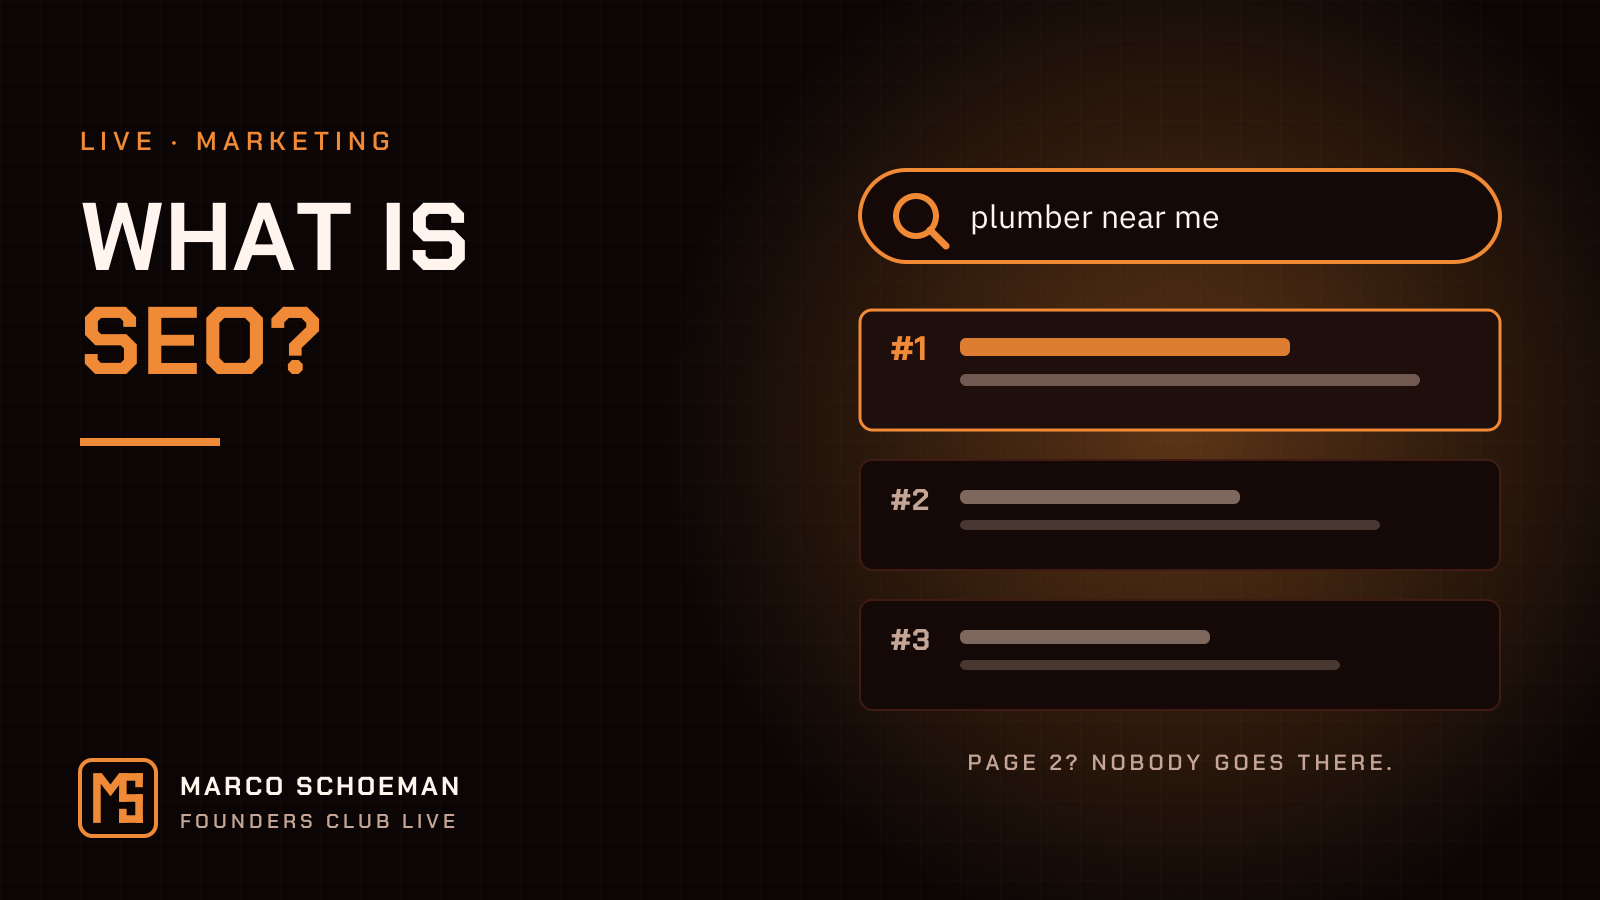 LIVE · MARKETING
WHAT IS
SEO?
plumber near me
#1
#2
#3
PAGE 2? NOBODY GOES THERE.
MS
MARCO SCHOEMAN
FOUNDERS CLUB LIVE